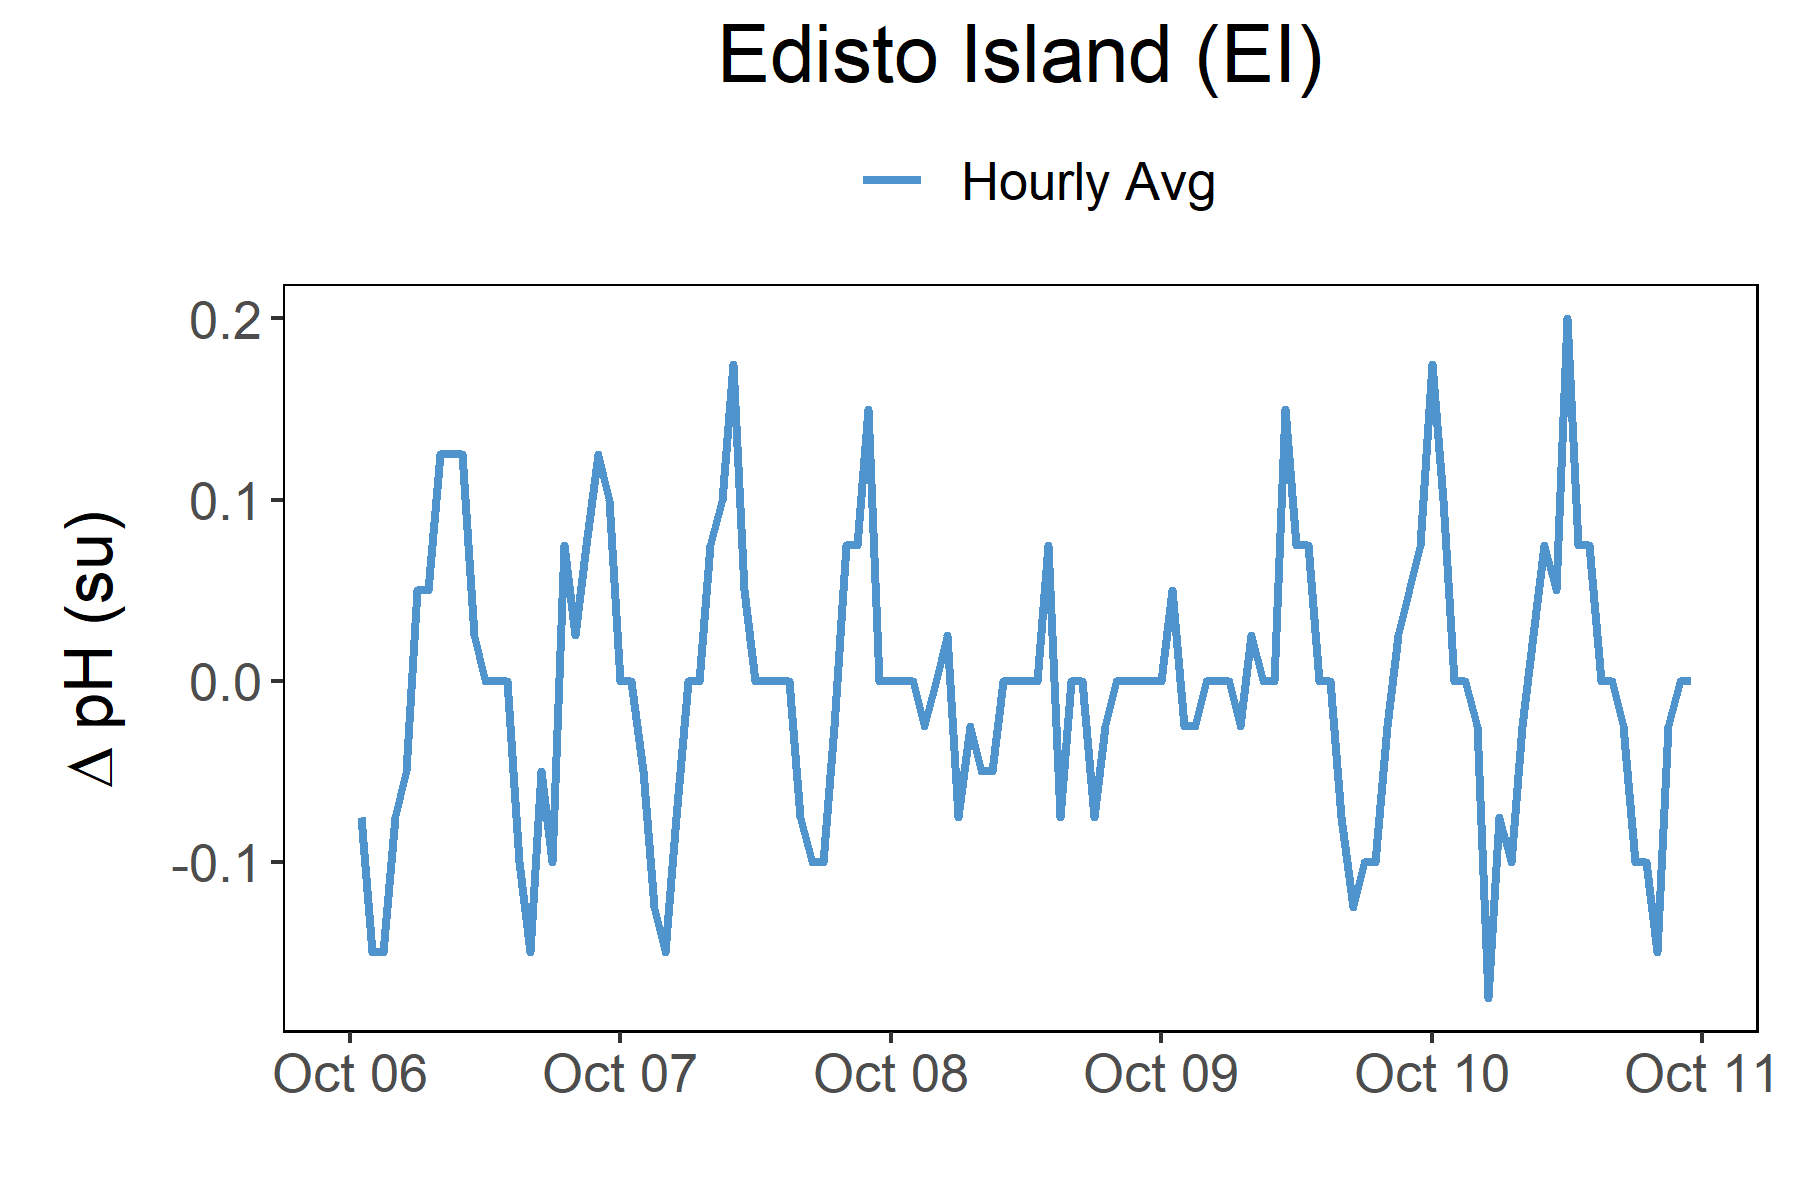 Edisto Island (EI)
Hourly Avg
0.2
0.1
0.0
-0.1
Δ pH (su)
Oct 06 Oct 07 Oct 08 Oct 09 Oct 10 Oct 11